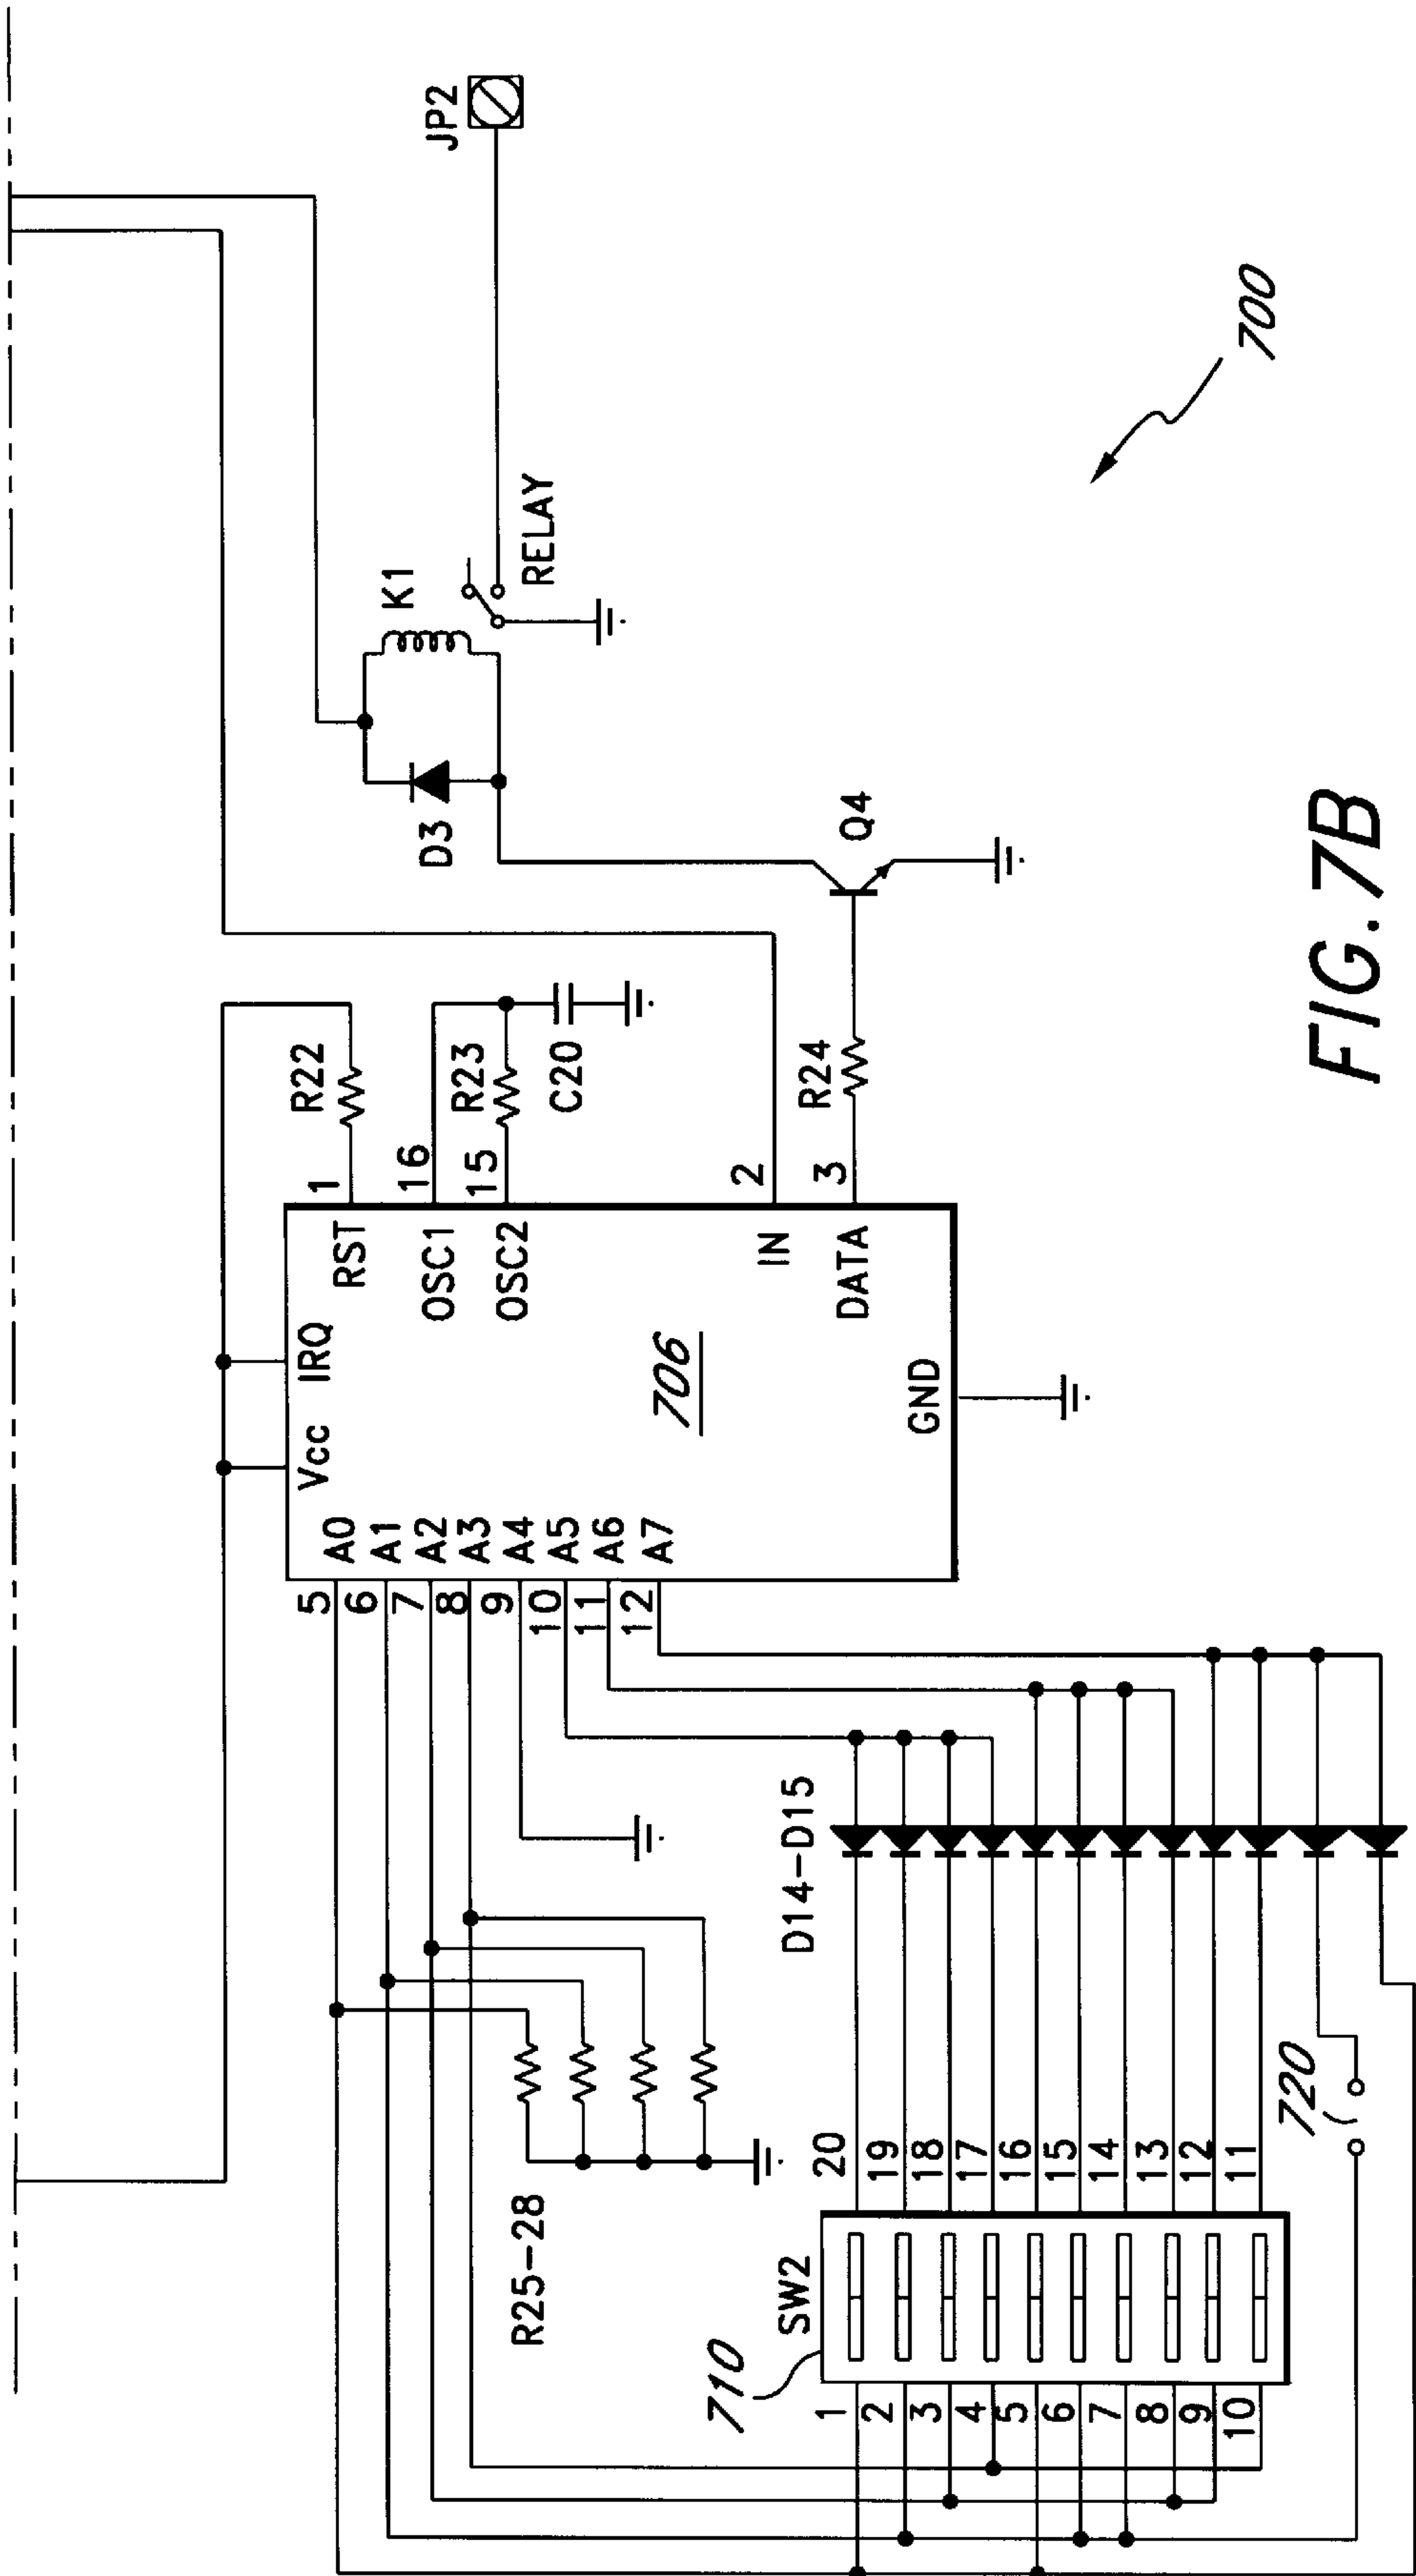 JP2
K1
RELAY
D3
Q4
700
R22
R23
C20
R24
1
16
15
2
3
Vcc
IRQ
RST
OSC1
OSC2
IN
DATA
GND
706
A0
A1
A2
A3
A4
A5
A6
A7
5
6
7
8
9
10
11
12
D14-D15
R25-28
720
710
SW2
20
19
18
17
16
15
14
13
12
11
1
2
3
4
5
6
7
8
9
10
FIG. 7B